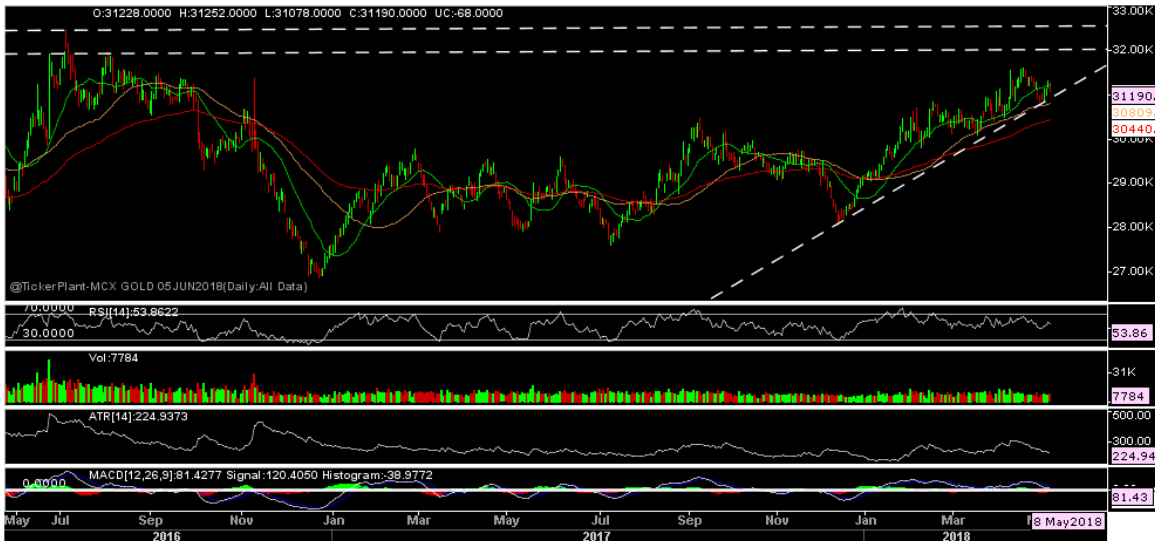 O:31228.0000 H:31252.0000 L:31078.0000 C:31190.0000 UC:-68.0000
33.00K
32.00K
31190.
30809.
30440.
30.00K
29.00K
28.00K
27.00K
@TickerPlant-MCX GOLD 05JUN2018(Daily:All Data)
70.0000 RSI[14]:53.8622
30.0000
53.86
Vol:7784
31K
7784
ATR[14]:224.9373
500.00
300.00
224.94
MACD[12,26,9]:81.4277 Signal:120.4050 Histogram:-38.9772
0.0000
81.43
May Jul Sep Nov Jan Mar May Jul Sep Nov Jan Mar 8 May2018
2016 2017 2018